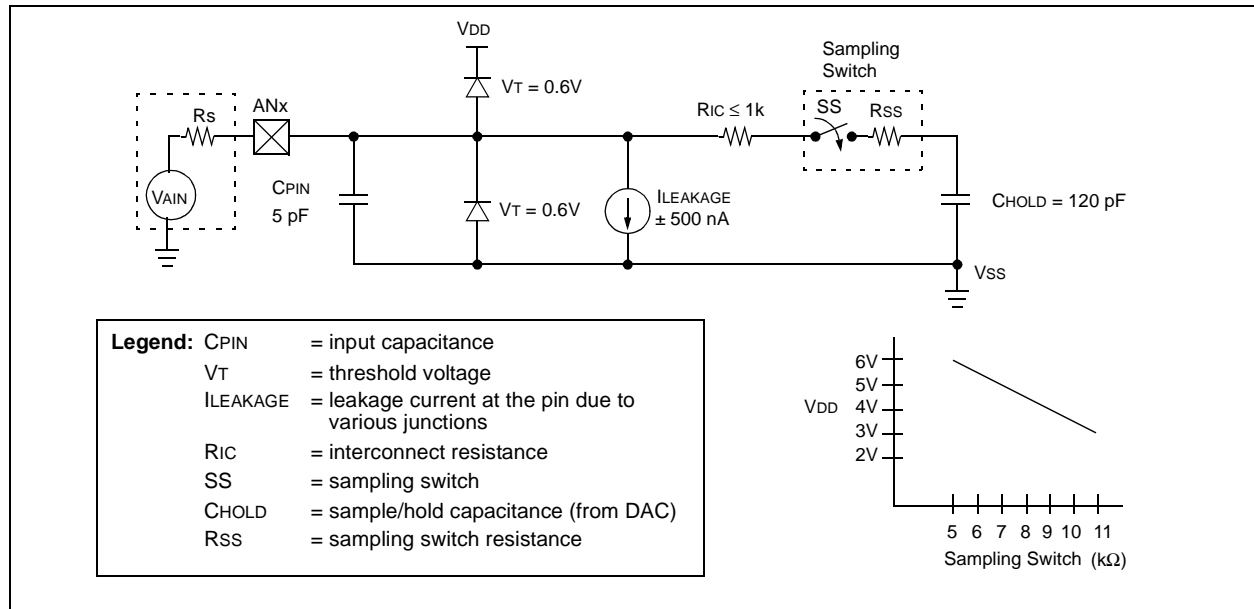 VDD
Sampling
Switch
VT = 0.6V
Rs
ANx
RIC ≤ 1k
SS
RSS
VAIN
CPIN
5 pF
VT = 0.6V
ILEAKAGE
± 500 nA
CHOLD = 120 pF
VSS
Legend: CPIN = input capacitance
VT = threshold voltage
ILEAKAGE = leakage current at the pin due to
various junctions
RIC = interconnect resistance
SS = sampling switch
CHOLD = sample/hold capacitance (from DAC)
RSS = sampling switch resistance
6V
5V
VDD
4V
3V
2V
5 6 7 8 9 10 11
Sampling Switch (kΩ)